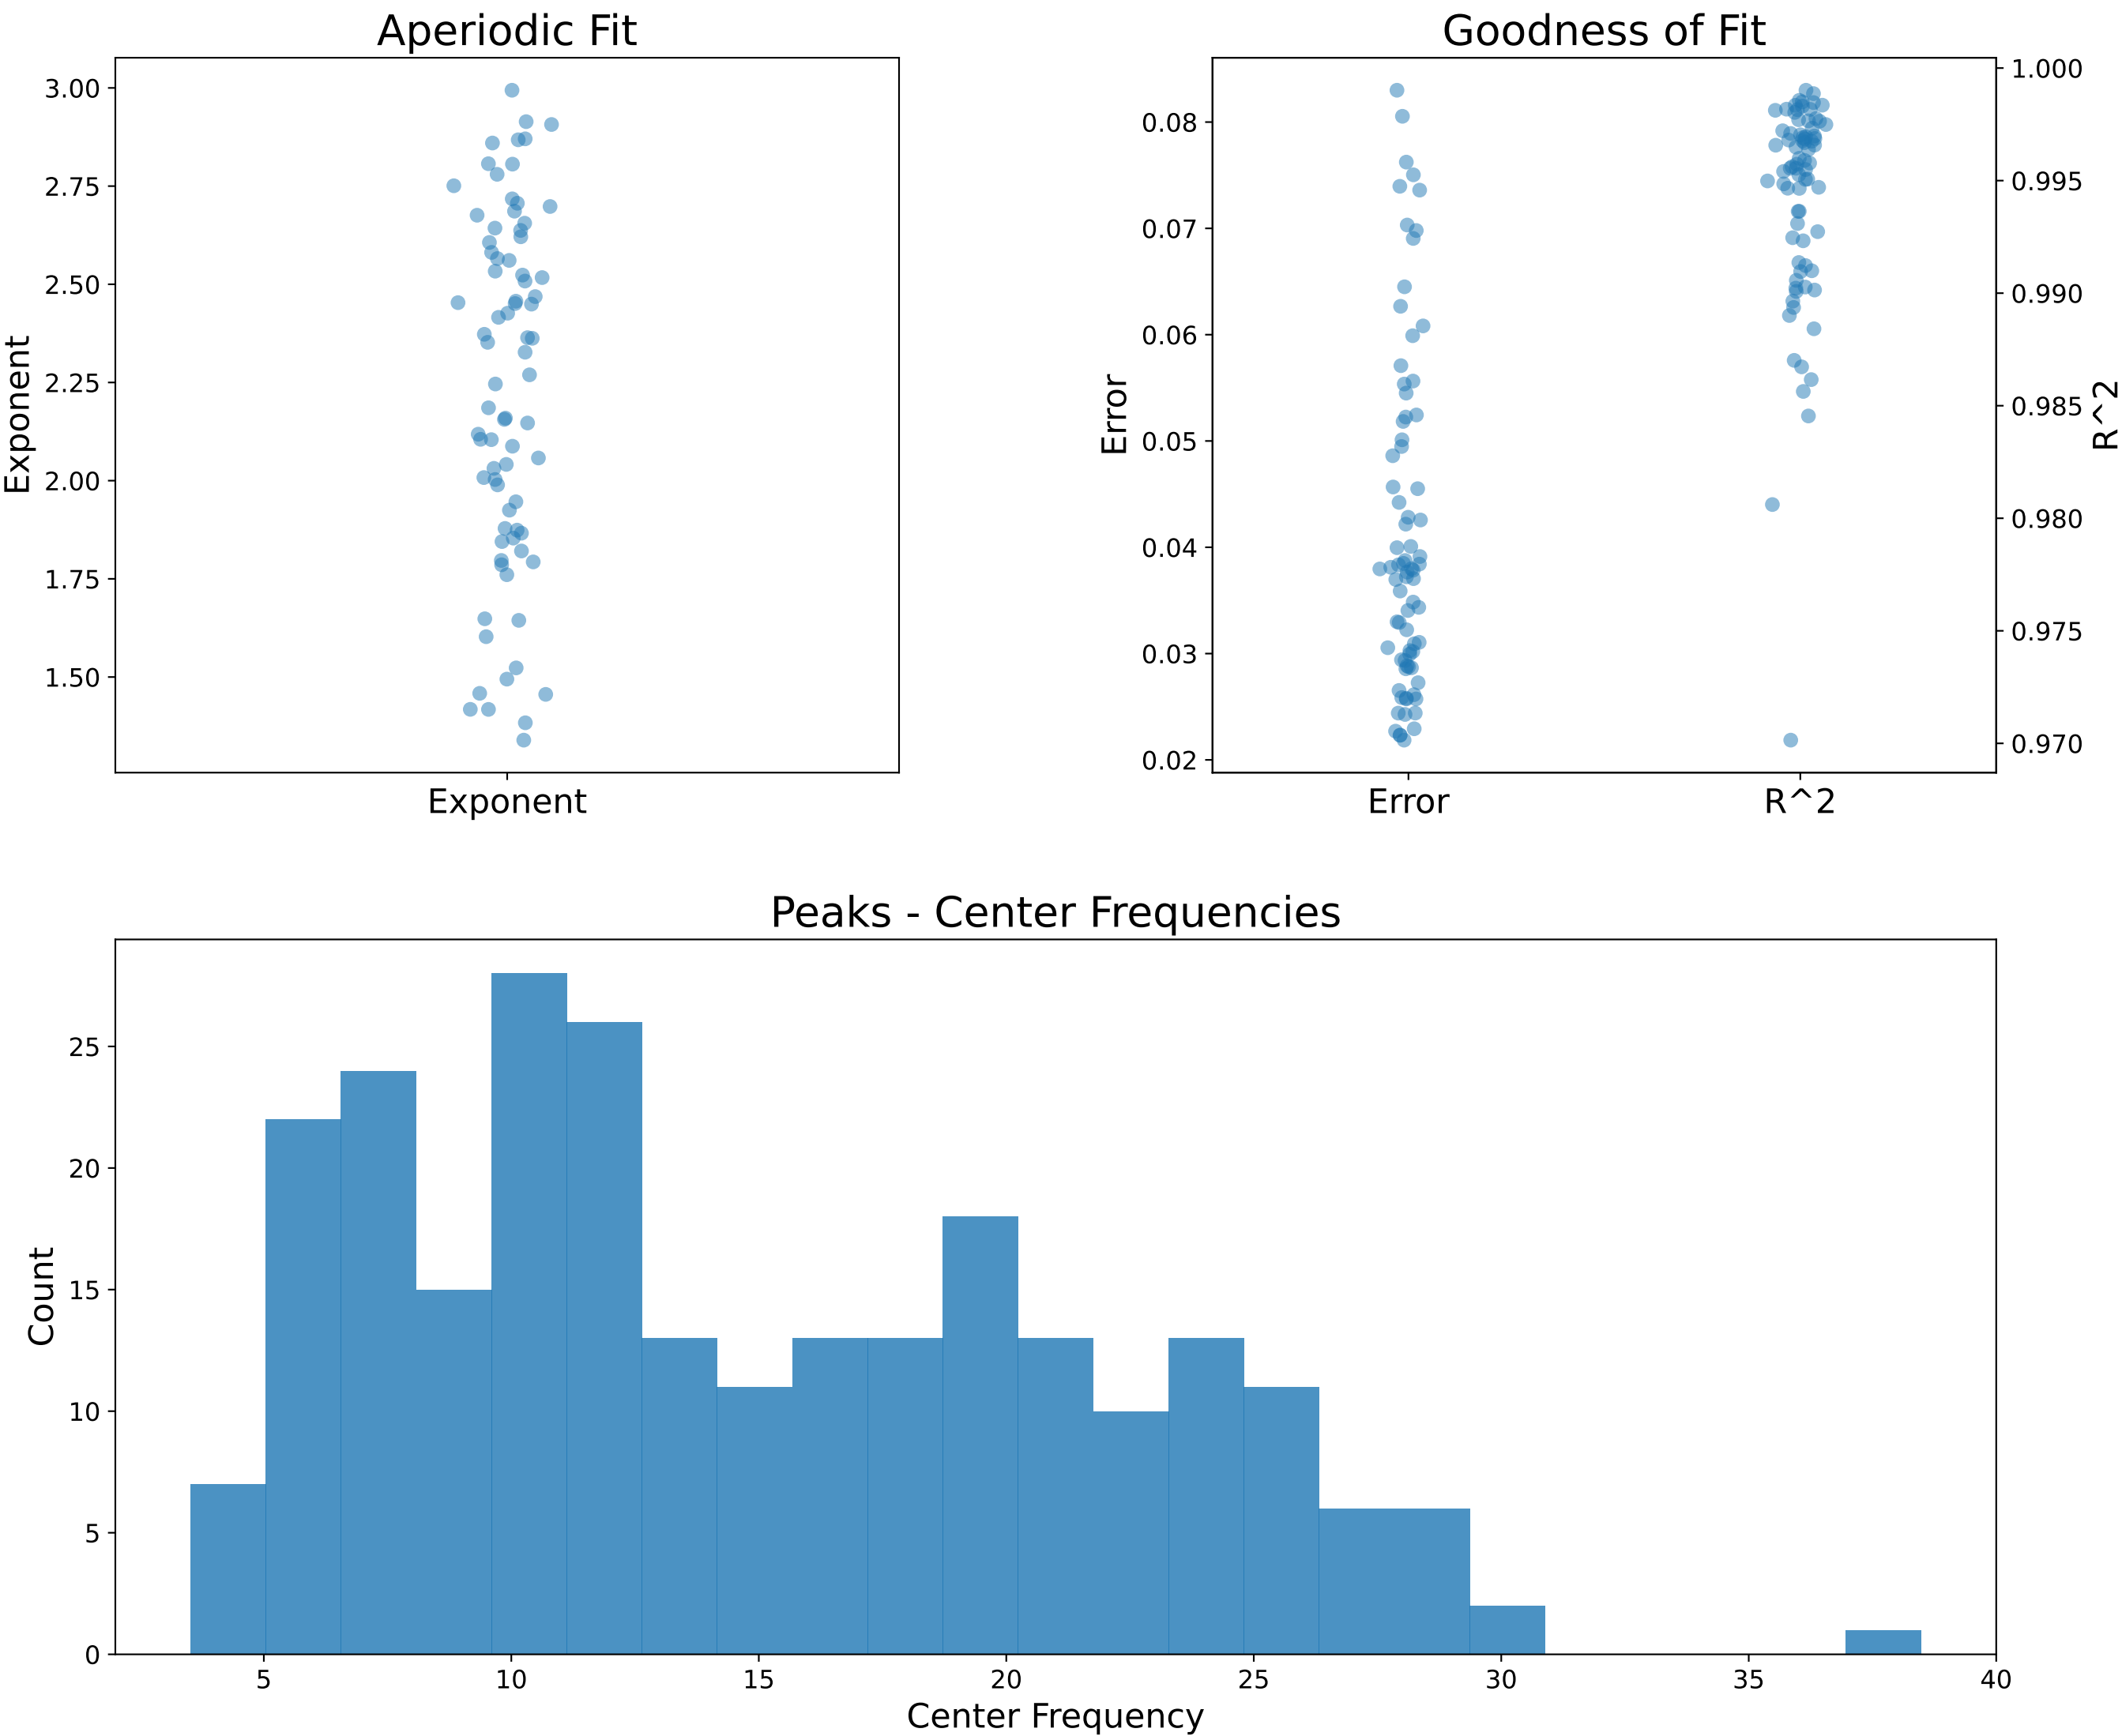 Aperiodic Fit
Exponent
3.00
2.75
2.50
2.25
2.00
1.75
1.50
Exponent
Goodness of Fit
Error
0.08
0.07
0.06
0.05
0.04
0.03
0.02
1.000
0.995
0.990
0.985
0.980
0.975
0.970
R^2
Error R^2
Peaks - Center Frequencies
Count
25
20
15
10
5
0
5 10 15 20 25 30 35 40
Center Frequency